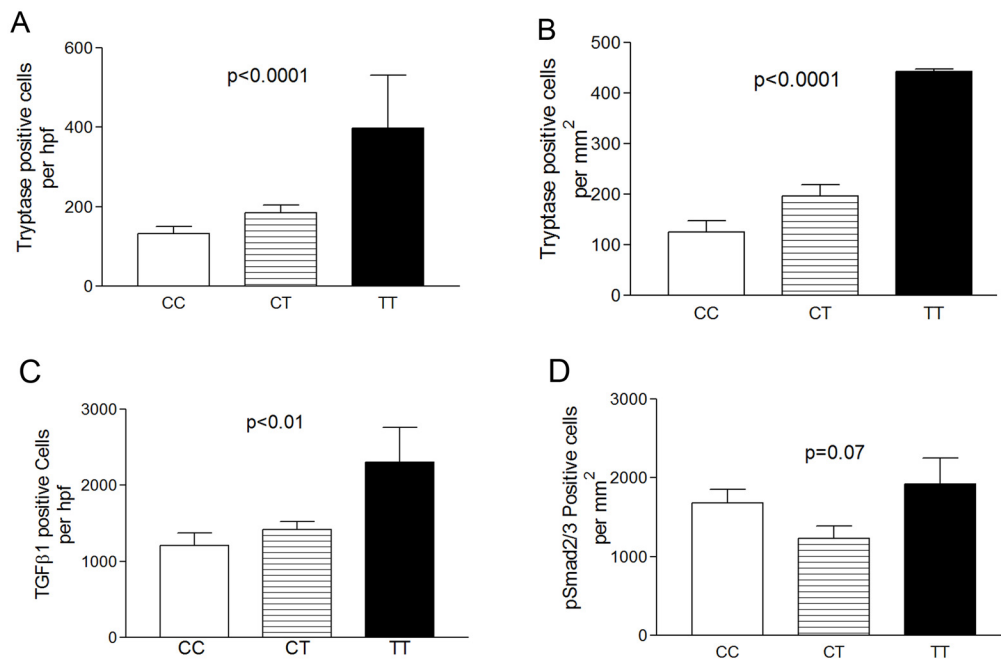 A
Tryptase positive cells
per hpf
600
400
200
0
p<0.0001
CC CT TT
B
Tryptase positive cells
per mm²
500
400
300
200
100
0
p<0.0001
CC CT TT
C
TGFβ1 positive Cells
per hpf
3000
2000
1000
0
p<0.01
CC CT TT
D
pSmad2/3 Positive cells
per mm²
3000
2000
1000
0
p=0.07
CC CT TT